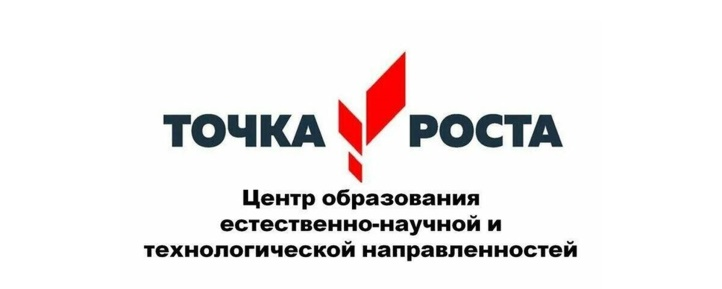 ТОЧКА РОСТА
Центр образования
естественно-научной и
технологической направленностей